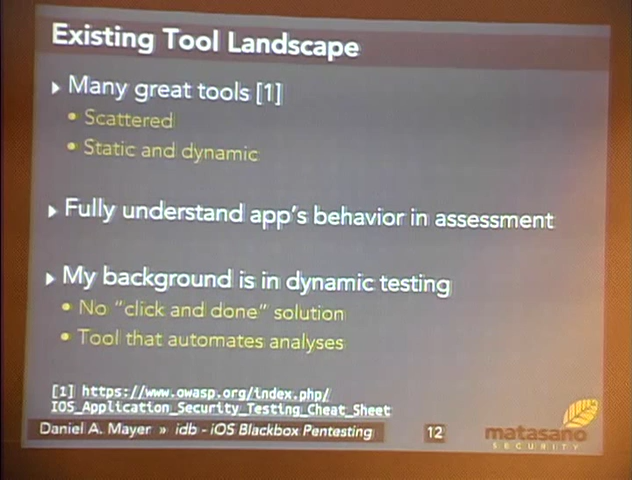 Existing Tool Landscape
Many great tools [1]
Scattered
Static and dynamic
Fully understand app's behavior in assessment
My background is in dynamic testing
No "click and done" solution
Tool that automates analyses
[1] https://www.owasp.org/index.php/
IOS_Application_Security_Testing_Cheat_Sheet
Daniel A. Mayer » idb - iOS Blackbox Pentesting
12
matasano
SECURITY